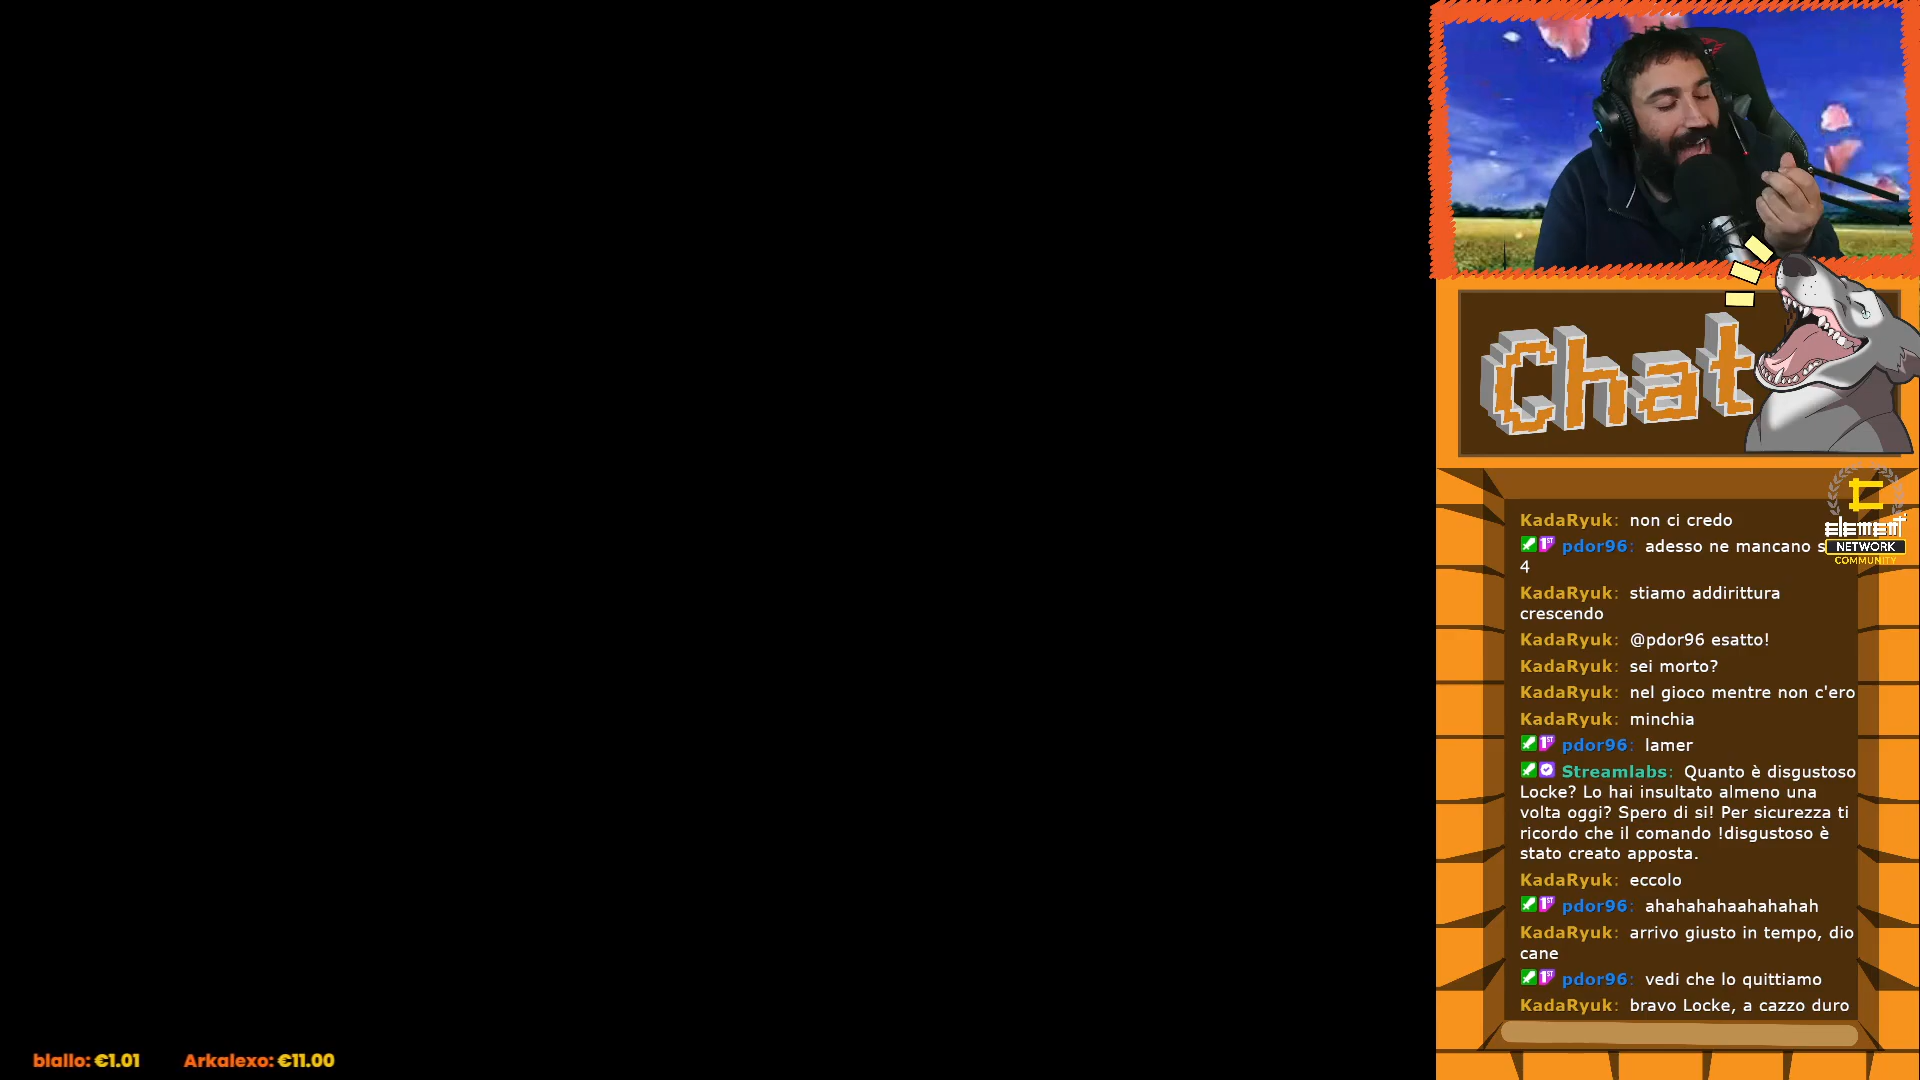 Chat
KadaRyuk: non ci credo
pdor96: adesso ne mancano
4
KadaRyuk: stiamo addirittura
crescendo
KadaRyuk: @pdor96 esatto!
KadaRyuk: sei morto?
KadaRyuk: nel gioco mentre non c'ero
KadaRyuk: minchia
pdor96: lamer
Streamlabs: Quanto è disgustoso
Locke? Lo hai insultato almeno una
volta oggi? Spero di si! Per sicurezza ti
ricordo che il comando !disgustoso è
stato creato apposta.
KadaRyuk: eccolo
pdor96: ahahahahaahahahah
KadaRyuk: arrivo giusto in tempo, dio
cane
pdor96: vedi che lo quittiamo
KadaRyuk: bravo Locke, a cazzo duro
element
NETWORK
COMMUNITY
blallo: €1.01 Arkalexo: €11.00